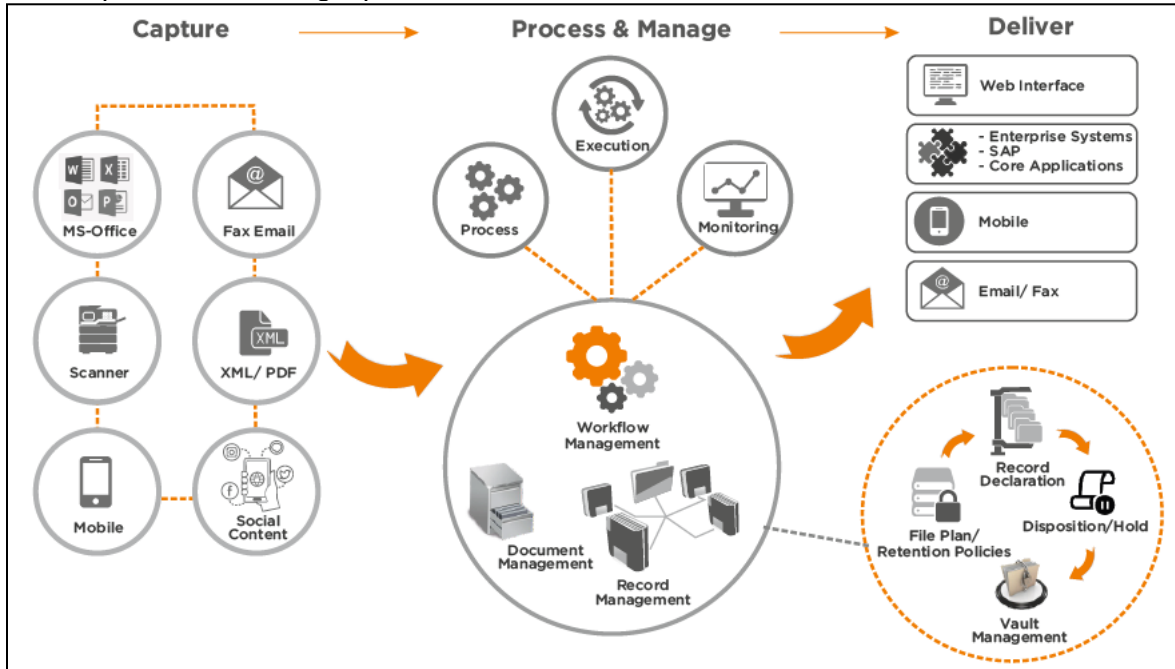 Capture
Process & Manage
Deliver
MS-Office
Fax Email
Scanner
XML
XML/ PDF
Mobile
Social
Content
Execution
Process
Monitoring
Workflow
Management
Document
Management
Record
Management
Web Interface
- Enterprise Systems
- SAP
- Core Applications
Mobile
Email/ Fax
Record
Declaration
File Plan/
Retention Policies
Disposition/Hold
Vault
Management